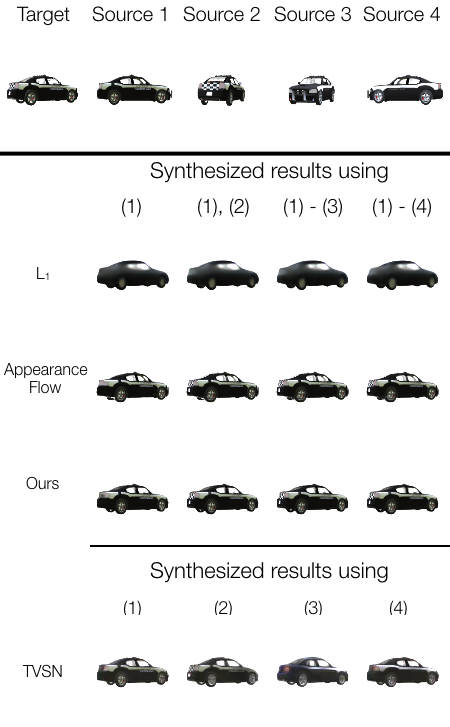 Target Source 1 Source 2 Source 3 Source 4
Synthesized results using
(1) (1), (2) (1) - (3) (1) - (4)
L₁
Appearance
Flow
Ours
Synthesized results using
(1) (2) (3) (4)
TVSN